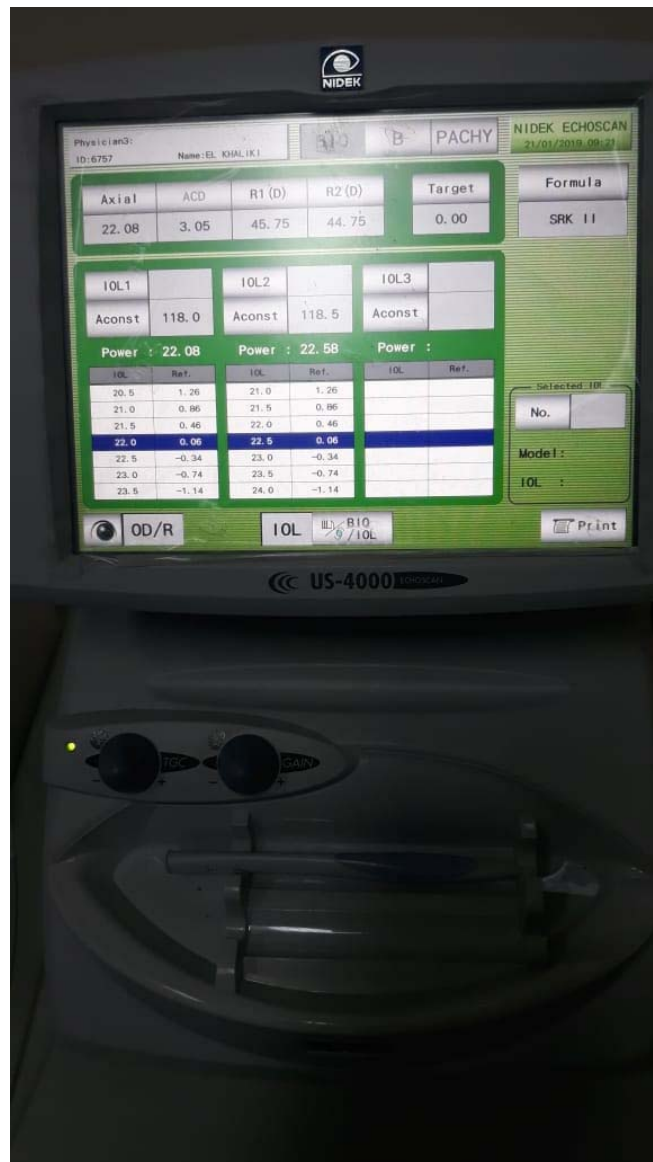 NIDEK
Physician3:
ID:6757 Name:EL KHALIKI
BIO B PACHY
NIDEK ECHOSCAN
21/01/2019 09:21
Axial ACD R1(D) R2(D) Target
22.08 3.05 45.75 44.75 0.00
Formula
SRK II
IOL1 IOL2 IOL3
Aconst 118.0 Aconst 118.5 Aconst
Power : 22.08 Power : 22.58 Power :
IOL Ref. IOL Ref. IOL Ref.
20.5 1.26 21.0 1.26
21.0 0.86 21.5 0.86
21.5 0.46 22.0 0.46
22.0 0.06 22.5 0.06
22.5 -0.34 23.0 -0.34
23.0 -0.74 23.5 -0.74
23.5 -1.14 24.0 -1.14
Selected IOL
No.
Model:
IOL :
OD/R IOL BIO
/IOL
Print
US-4000 ECHOSCAN
TGC GAIN
- + - +